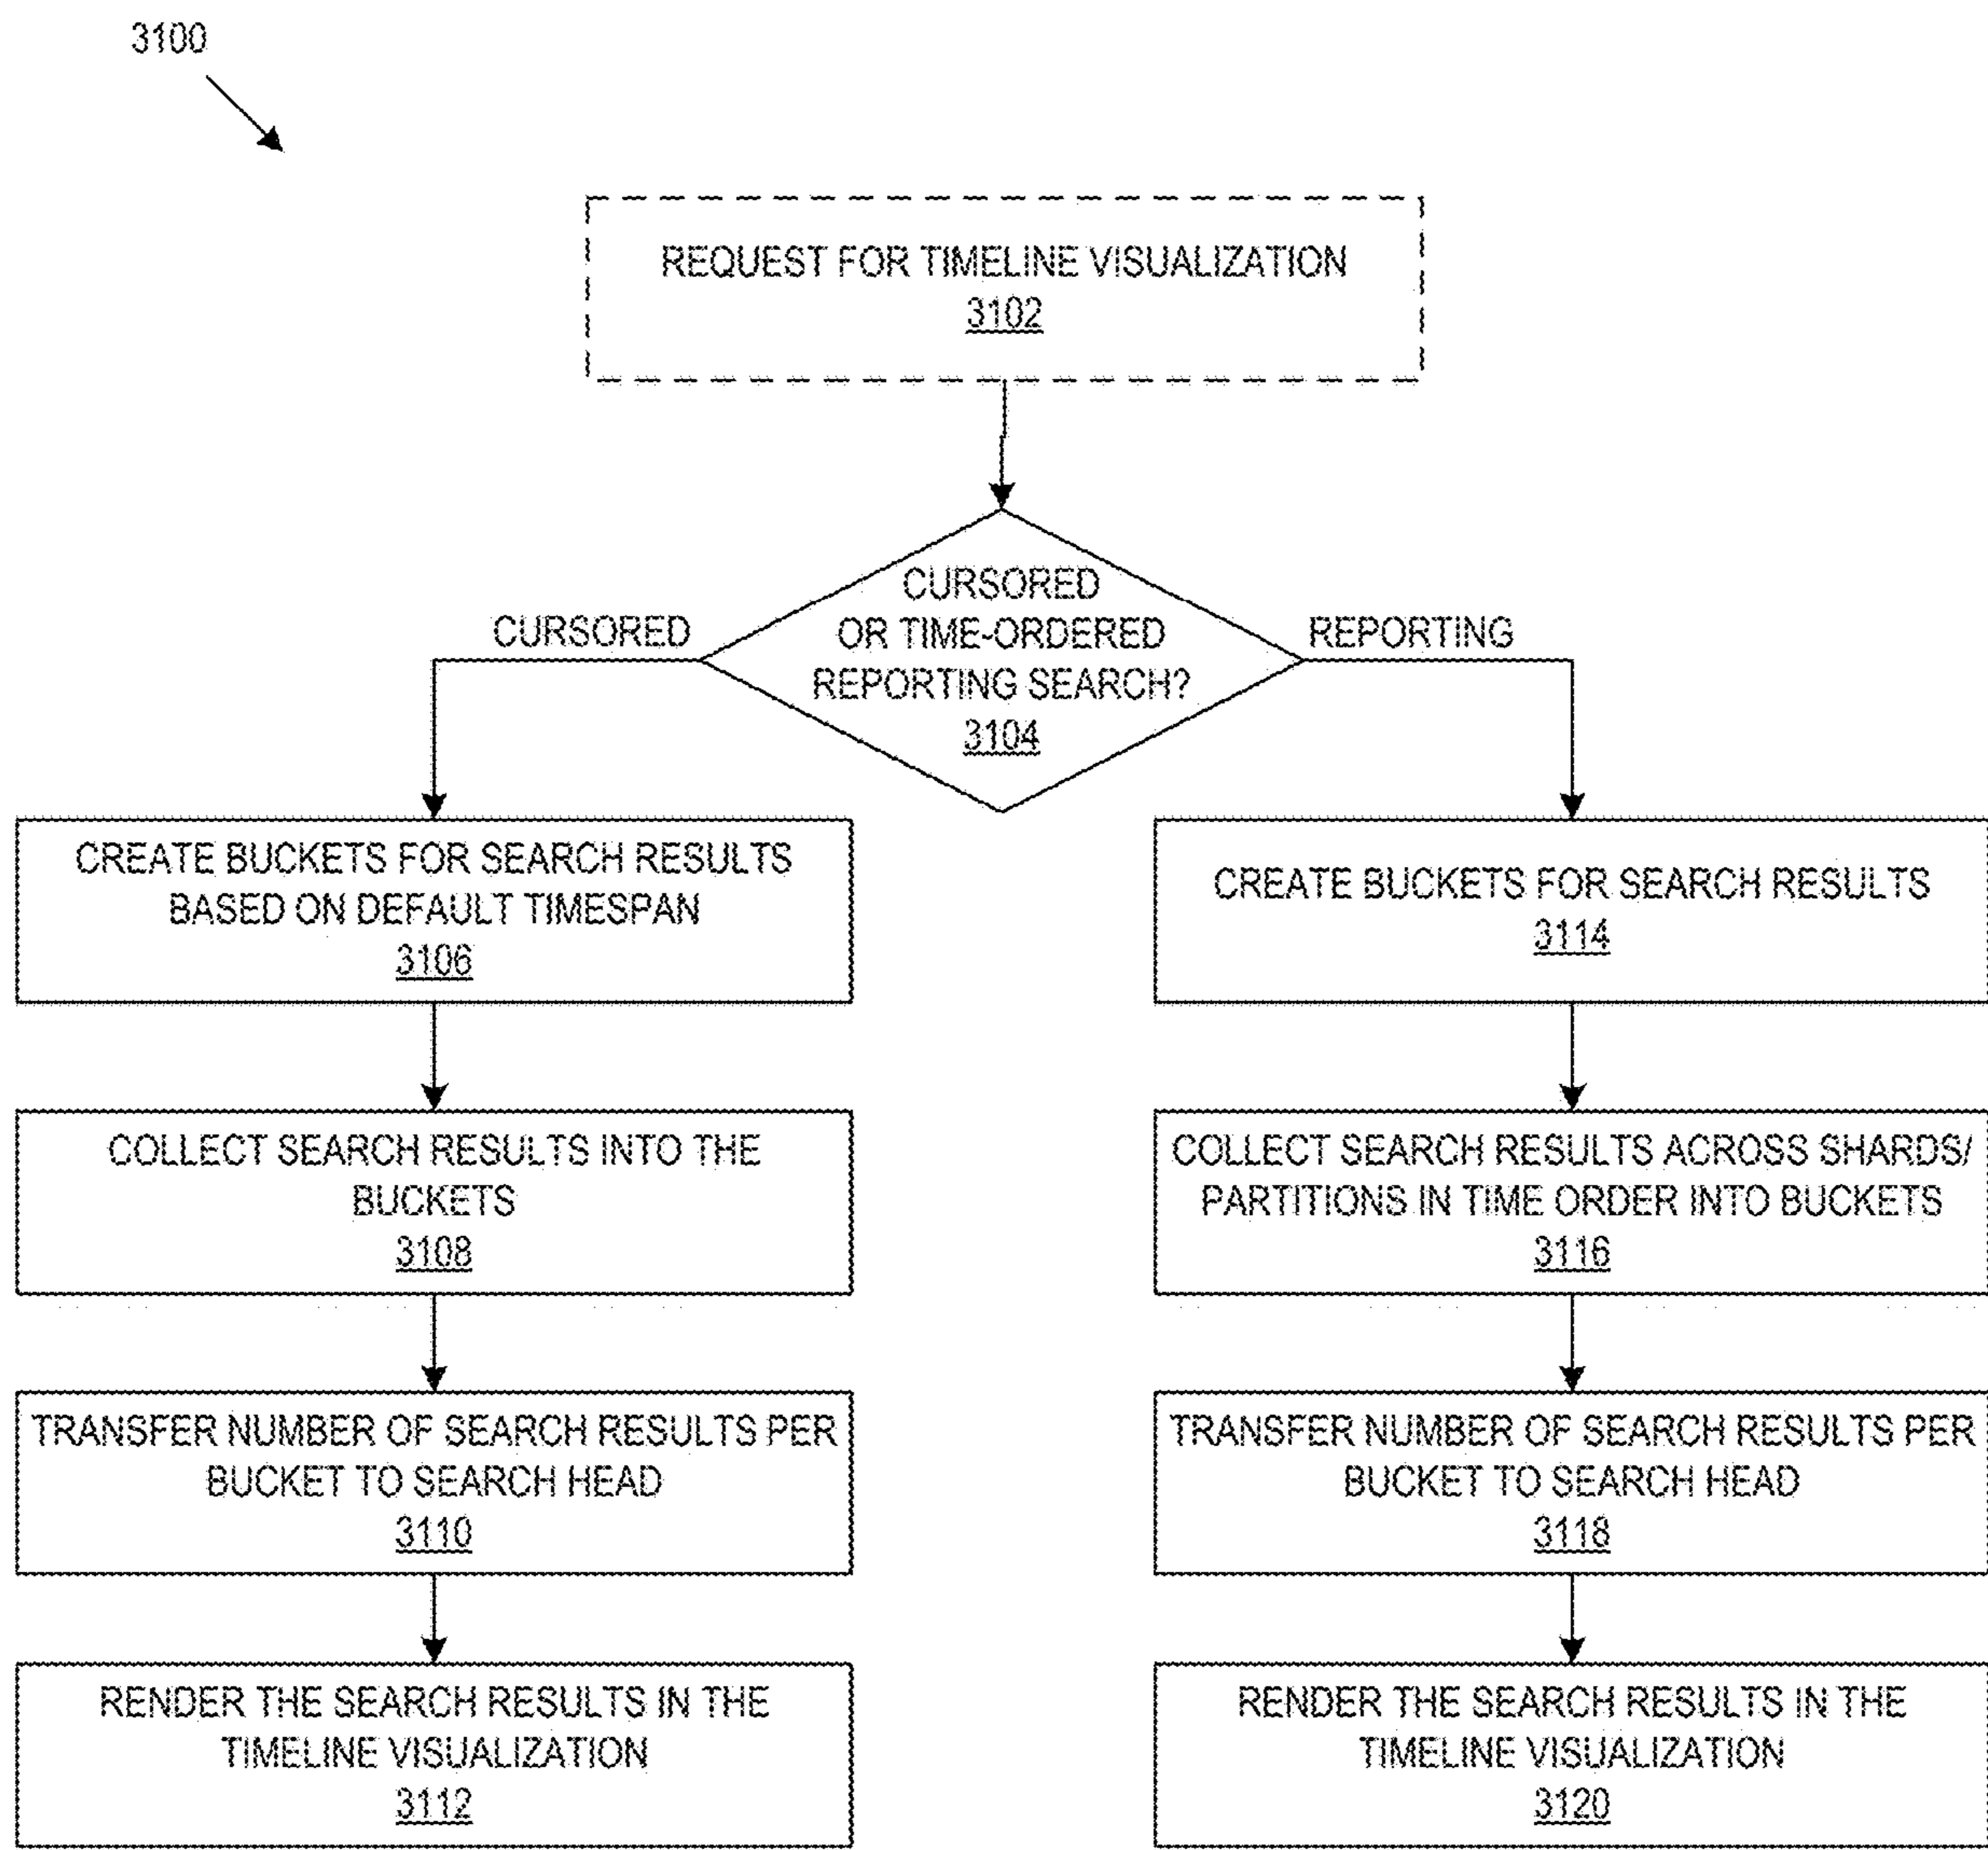 3100
REQUEST FOR TIMELINE VISUALIZATION
3102
CURSORED
OR TIME-ORDERED
REPORTING SEARCH?
3104
CURSORED
REPORTING
CREATE BUCKETS FOR SEARCH RESULTS
BASED ON DEFAULT TIMESPAN
3106
COLLECT SEARCH RESULTS INTO THE
BUCKETS
3108
TRANSFER NUMBER OF SEARCH RESULTS PER
BUCKET TO SEARCH HEAD
3110
RENDER THE SEARCH RESULTS IN THE
TIMELINE VISUALIZATION
3112
CREATE BUCKETS FOR SEARCH RESULTS
3114
COLLECT SEARCH RESULTS ACROSS SHARDS/
PARTITIONS IN TIME ORDER INTO BUCKETS
3116
TRANSFER NUMBER OF SEARCH RESULTS PER
BUCKET TO SEARCH HEAD
3118
RENDER THE SEARCH RESULTS IN THE
TIMELINE VISUALIZATION
3120